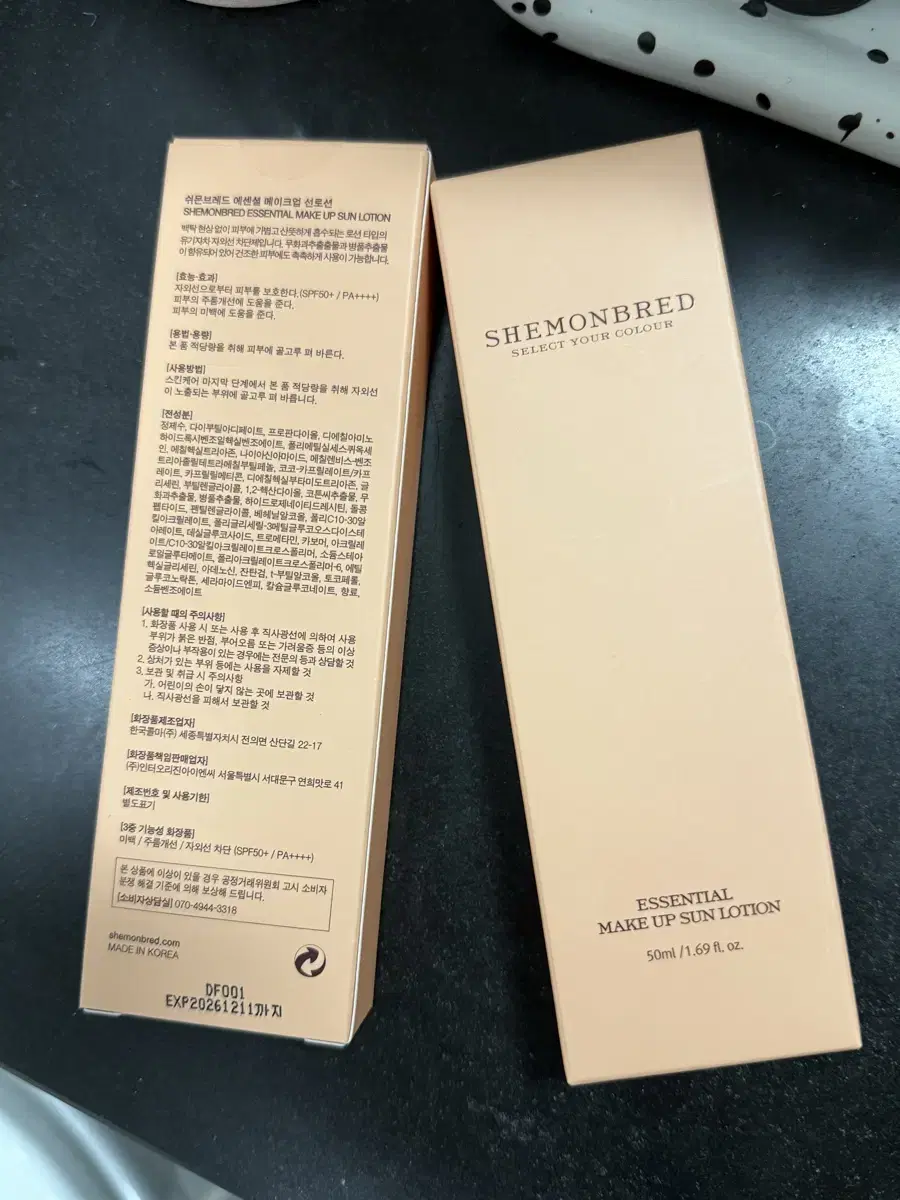 쉬몬브레드 에센셜 메이크업 선로션
SHEMONBRED ESSENTIAL MAKE UP SUN LOTION
백탁 현상 없이 피부에 가볍고 산뜻하게 흡수되는 로션 타입의
유기자차 자외선 차단제입니다. 무화과추출물과 병풀추출물
이 함유되어 있어 건조한 피부에도 촉촉하게 사용이 가능합니다.
[효능·효과]
자외선으로부터 피부를 보호한다.(SPF50+ / PA++++)
피부의 주름개선에 도움을 준다.
피부의 미백에 도움을 준다.
[용법·용량]
본 품 적당량을 취해 피부에 골고루 펴 바른다.
[사용방법]
스킨케어 마지막 단계에서 본 품 적당량을 취해 자외선
이 노출되는 부위에 골고루 펴 바릅니다.
[전성분]
정제수, 다이부틸아디페이트, 프로판다이올, 디에칠아미노
하이드록시벤조일헥실벤조에이트, 폴리메틸실세스퀴옥세
인, 에칠헥실트리아존, 나이아신아마이드, 메칠렌비스-벤조
트리아졸릴테트라메칠부틸페놀, 코코-카프릴레이트/카프
레이트, 카프릴릴메티콘, 디에칠헥실부타미도트리아존, 글
리세린, 부틸렌글라이콜, 1,2-헥산다이올, 코튼씨추출물, 무
화과추출물, 병풀추출물, 하이드로제네이티드레시틴, 돌콩
펩타이드, 펜틸렌글라이콜, 베헤닐알코올, 폴리C10-30알
킬아크릴레이트, 폴리글리세릴-3메틸글루코오스다이스테
아레이트, 데실글루코사이드, 트로메타민, 카보머, 아크릴레
이트/C10-30알킬아크릴레이트크로스폴리머, 소듐스테아
로일글루타메이트, 폴리아크릴레이트크로스폴리머-6, 에틸
헥실글리세린, 아데노신, 잔탄검, t-부틸알코올, 토코페롤,
글루코노락톤, 세라마이드엔피, 칼슘글루코네이트, 향료,
소듐벤조에이트
[사용할 때의 주의사항]
1. 화장품 사용 시 또는 사용 후 직사광선에 의하여 사용
부위가 붉은 반점, 부어오름 또는 가려움증 등의 이상
증상이나 부작용이 있는 경우에는 전문의 등과 상담할 것
2. 상처가 있는 부위 등에는 사용을 자제할 것
3. 보관 및 취급 시 주의사항
가. 어린이의 손이 닿지 않는 곳에 보관할 것
나. 직사광선을 피해서 보관할 것
[화장품제조업자]
한국콜마(주) 세종특별자치시 전의면 산단길 22-17
[화장품책임판매업자]
(주)인터오리진아이엔씨 서울특별시 서대문구 연희맛로 41
[제조번호 및 사용기한]
별도표기
[3중 기능성 화장품]
미백 / 주름개선 / 자외선 차단 (SPF50+ / PA++++)
본 상품에 이상이 있을 경우 공정거래위원회 고시 소비자
분쟁 해결 기준에 의해 보상해 드립니다.
[소비자상담실] 070-4944-3318
shemonbred.com
MADE IN KOREA
DF001
EXP20261211까지
SHEMONBRED
SELECT YOUR COLOUR
ESSENTIAL
MAKE UP SUN LOTION
50ml /1.69 fl. oz.